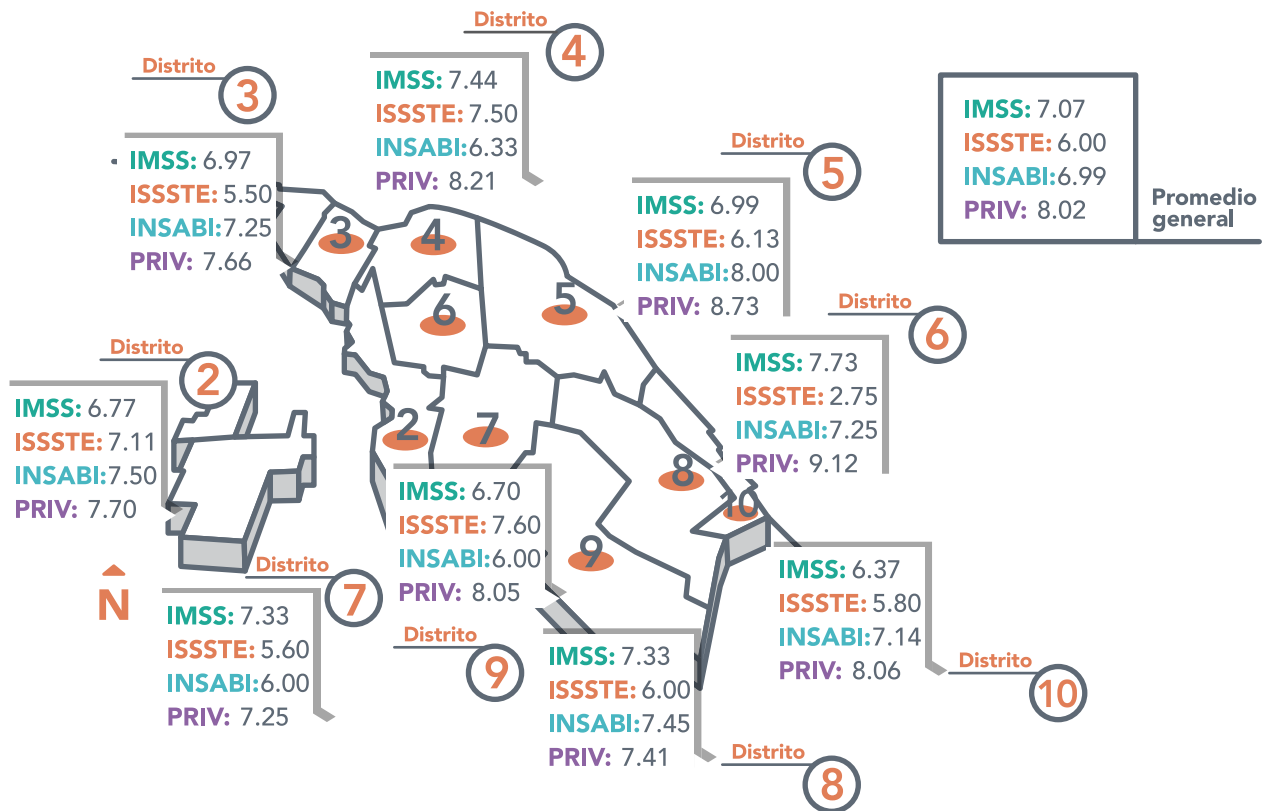 Distrito
4
IMSS: 7.44
ISSSTE: 7.50
INSABI:6.33
PRIV: 8.21
Distrito
3
IMSS: 6.97
ISSSTE: 5.50
INSABI:7.25
PRIV: 7.66
Distrito
5
IMSS: 6.99
ISSSTE: 6.13
INSABI:8.00
PRIV: 8.73
IMSS: 7.07
ISSSTE: 6.00
INSABI:6.99
PRIV: 8.02
Promedio
general
Distrito
6
IMSS: 7.73
ISSSTE: 2.75
INSABI:7.25
PRIV: 9.12
Distrito
2
IMSS: 6.77
ISSSTE: 7.11
INSABI:7.50
PRIV: 7.70
3
4
5
6
2
7
8
10
9
N
Distrito
7
IMSS: 7.33
ISSSTE: 5.60
INSABI:6.00
PRIV: 7.25
IMSS: 6.70
ISSSTE: 7.60
INSABI:6.00
PRIV: 8.05
Distrito
9
IMSS: 7.33
ISSSTE: 6.00
INSABI:7.45
PRIV: 7.41
Distrito
8
IMSS: 6.37
ISSSTE: 5.80
INSABI:7.14
PRIV: 8.06
Distrito
10